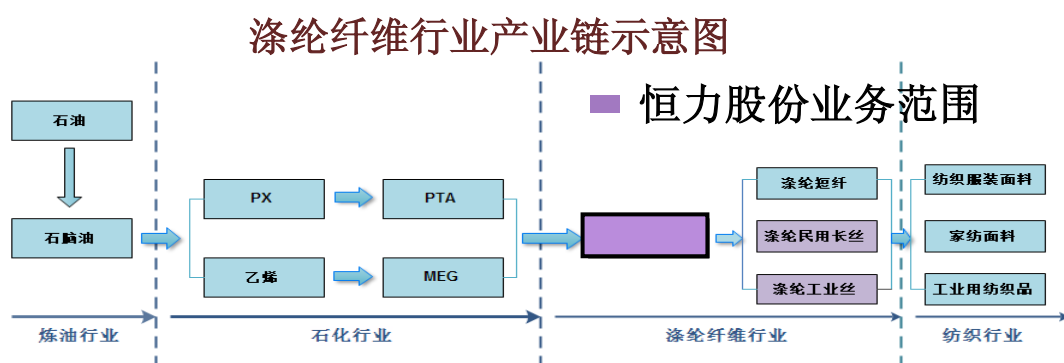 涤纶纤维行业产业链示意图
恒力股份业务范围
石油
石脑油
PX
PTA
乙烯
MEG
涤纶短纤
涤纶民用长丝
涤纶工业丝
纺织服装面料
家纺面料
工业用纺织品
炼油行业
石化行业
涤纶纤维行业
纺织行业